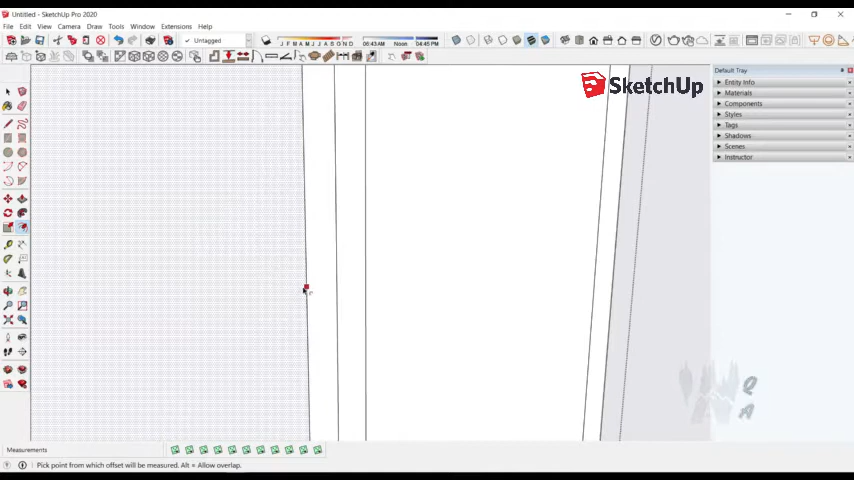 Untitled - SketchUp Pro 2020
File Edit View Camera Draw Tools Window Extensions Help
Untagged
J F M A M J J A S O N D
06:43 AM Noon 04:45 PM
SketchUp
Default Tray
Entity Info
Materials
Components
Styles
Tags
Shadows
Scenes
Instructor
Q
A
Measurements
Pick point from which offset will be measured. Alt = Allow overlap.